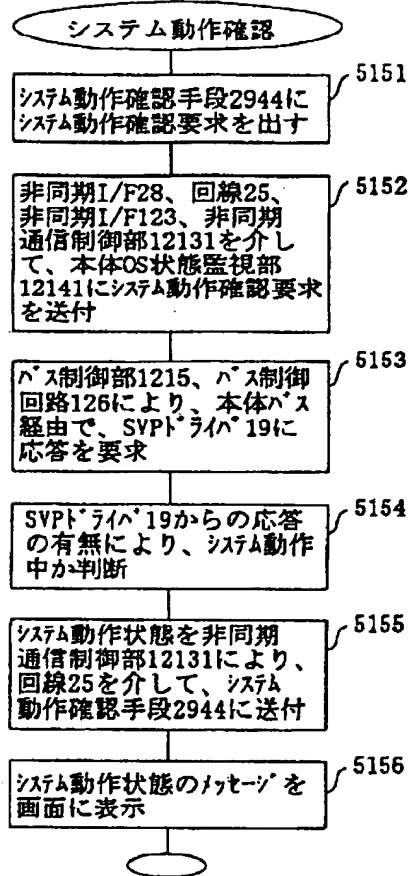 システム動作確認
5151
システム動作確認手段2944に
システム動作確認要求を出す
5152
非同期I/F28、回線25、
非同期I/F123、非同期
通信制御部12131を介し
て、本体OS状態監視部
12141にシステム動作確認要求
を送付
5153
バス制御部1215、バス制御
回路126により、本体バス
経由で、SVPドライバ19に
応答を要求
5154
SVPドライバ19からの応答
の有無により、システム動作
中か判断
5155
システム動作状態を非同期
通信制御部12131により、
回線25を介して、システム
動作確認手段2944に送付
5156
システム動作状態のメッセージを
画面に表示